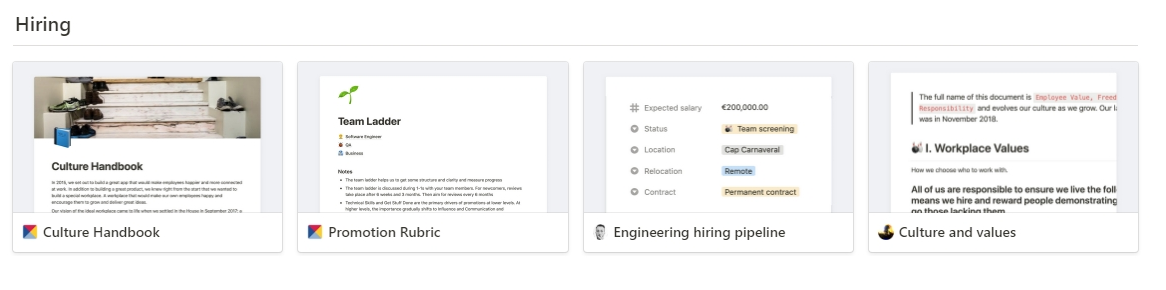 Hiring
Culture Handbook
In 2015, we set out to build a great app that would make employees happier and more connected
at work. In addition to building a great product, we knew right from the start that we wanted to
build a special workplace. A workplace that would make our own employees happy and
encourage them to grow and deliver great ideas.
Our vision of the ideal workplace came to life when we settled in the House in September 2017; a
Culture Handbook
Team Ladder
Software Engineer
QA
Business
Notes
The team ladder helps us to get some structure and clarity and measure progress
The team ladder is discussed during 1-1s with your team members. For newcomers, reviews
take place after 6 weeks and 3 months. Then aim for reviews every 6 months
Technical Skills and Get Stuff Done are the primary drivers of promotions at lower levels. At
higher levels, the importance gradually shifts to Influence and Communication and
Promotion Rubric
Expected salary €200,000.00
Status Team screening
Location Cap Carnaveral
Relocation Remote
Contract Permanent contract
Engineering hiring pipeline
The full name of this document is Employee Value, Freed
Responsibility and evolves our culture as we grow. Our l
was in November 2018.
I. Workplace Values
How we choose who to work with.
All of us are responsible to ensure we live the foll
means we hire and reward people demonstrating
go those lacking them
Culture and values